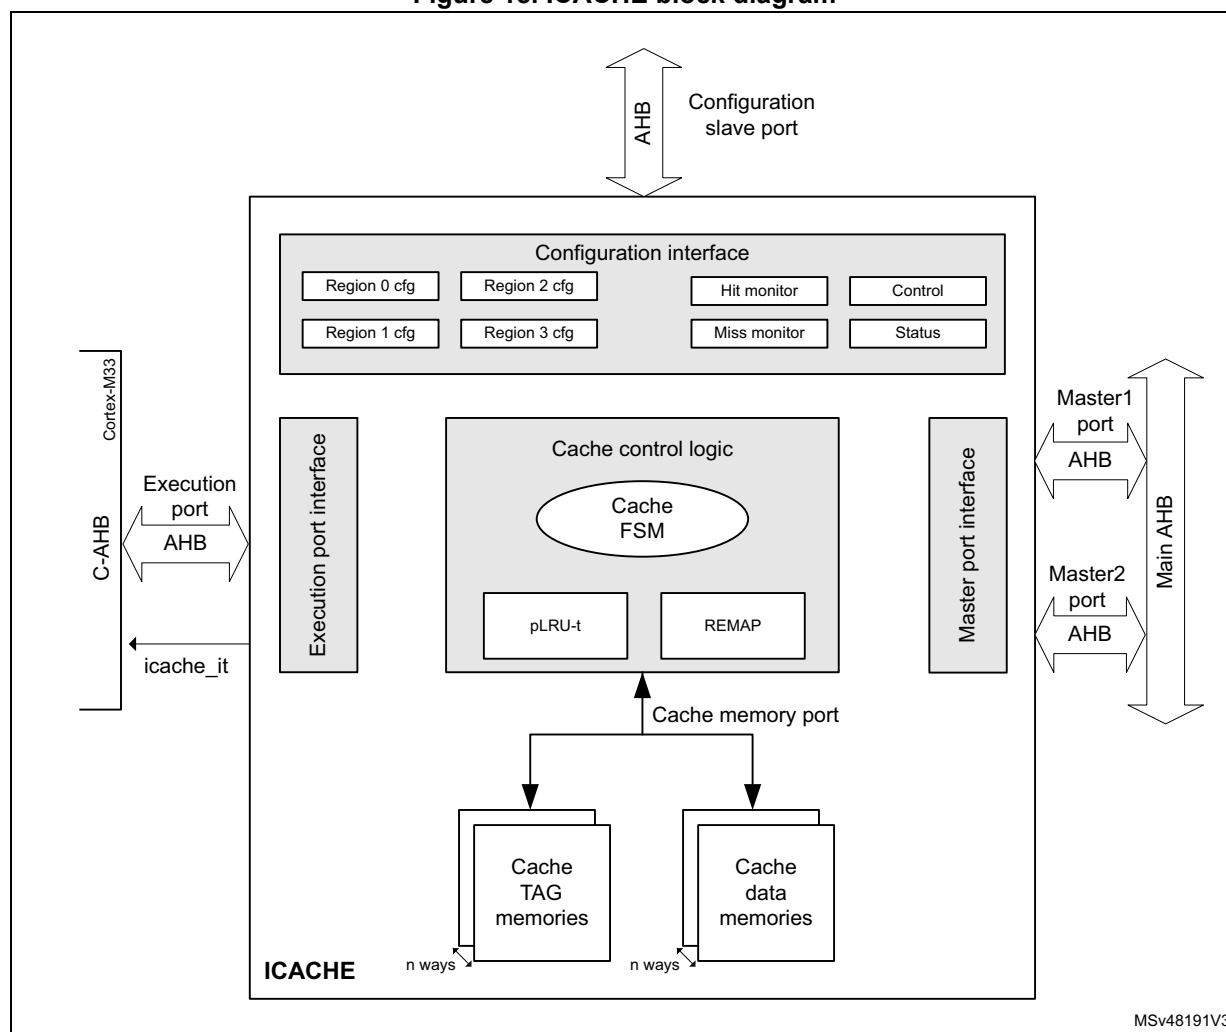 Figure 13. ICACHE block diagram
AHB
Configuration
slave port
Configuration interface
Region 0 cfg
Region 2 cfg
Hit monitor
Control
Region 1 cfg
Region 3 cfg
Miss monitor
Status
Cortex-M33
C-AHB
Execution
port
AHB
icache_it
Execution port interface
Cache control logic
Cache
FSM
pLRU-t
REMAP
Master port interface
Master1
port
AHB
Master2
port
AHB
Main AHB
Cache memory port
Cache
TAG
memories
n ways
Cache
data
memories
n ways
ICACHE
MSv48191V3